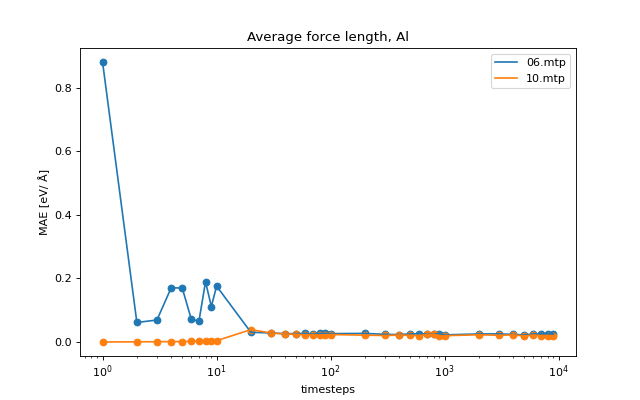 Average force length, Al
06.mtp
10.mtp
MAE [eV/ Å]
0.8
0.6
0.4
0.2
0.0
10⁰
10¹
10²
10³
10⁴
timesteps